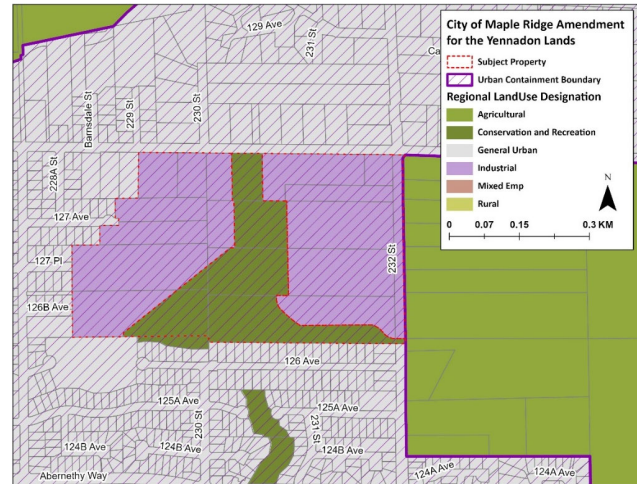 City of Maple Ridge Amendment
for the Yennadon Lands
Subject Property
Urban Containment Boundary
Regional LandUse Designation
Agricultural
Conservation and Recreation
General Urban
Industrial
Mixed Emp
Rural
N
0 0.07 0.15 0.3 KM
129 Ave
231 St
Ca
Barnsdale St
229 St
230 St
228A St
127 Ave
127 Pl
232 St
126B Ave
126 Ave
125A Ave
125A Ave
230 St
231 St
124B Ave
124B Ave
124B Ave
124A Ave
124A Ave
Abernethy Way